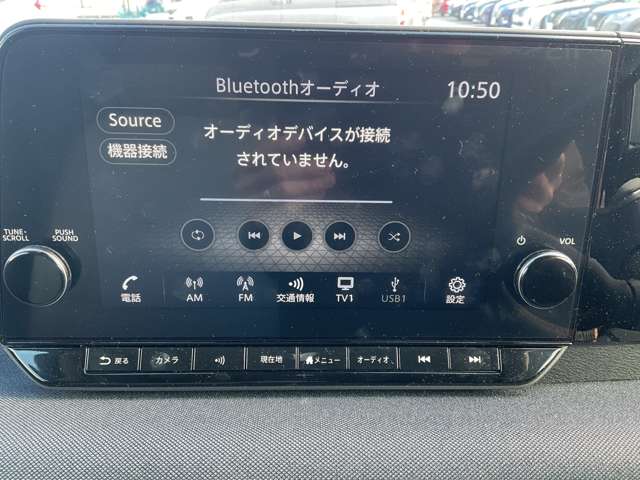 Bluetoothオーディオ
10:50
Source
機器接続
オーディオデバイスが接続
されていません。
TUNE・
SCROLL
PUSH
SOUND
VOL
電話
AM
FM
交通情報
TV1
USB1
設定
戻る
カメラ
現在地
メニュー
オーディオ